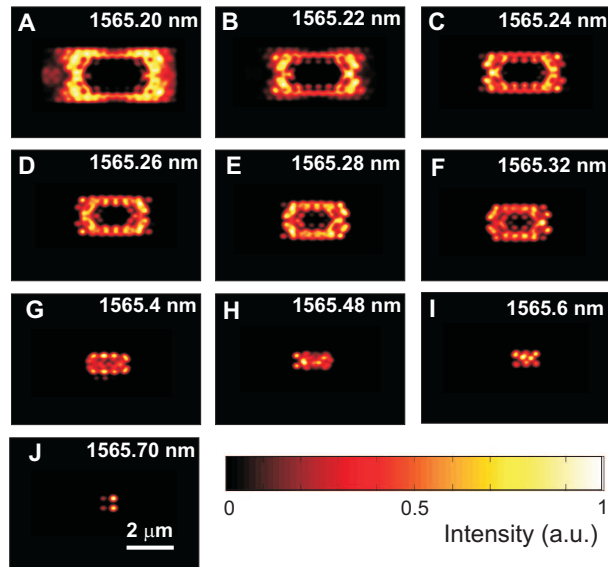 A 1565.20 nm
B 1565.22 nm
C 1565.24 nm
D 1565.26 nm
E 1565.28 nm
F 1565.32 nm
G 1565.4 nm
H 1565.48 nm
I 1565.6 nm
J 1565.70 nm
2 μm
0 0.5 1
Intensity (a.u.)